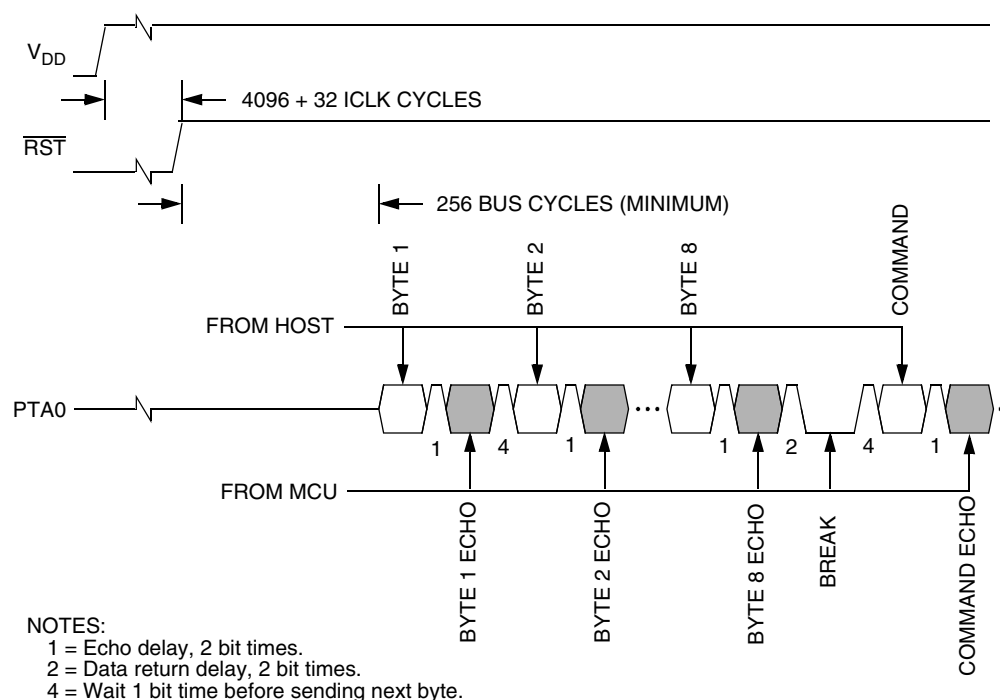 VDD
4096 + 32 ICLK CYCLES
RST
256 BUS CYCLES (MINIMUM)
BYTE 1
BYTE 2
BYTE 8
COMMAND
FROM HOST
PTA0
1
4
1
1
2
4
1
FROM MCU
BYTE 1 ECHO
BYTE 2 ECHO
BYTE 8 ECHO
BREAK
COMMAND ECHO
NOTES:
1 = Echo delay, 2 bit times.
2 = Data return delay, 2 bit times.
4 = Wait 1 bit time before sending next byte.